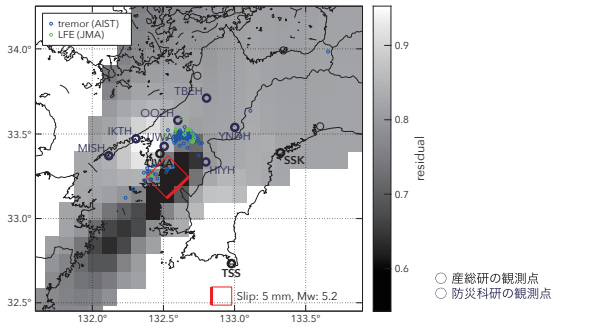 tremor (AIST)
LFE (JMA)
34.0°
33.5°
33.0°
32.5°
132.0°
132.5°
133.0°
133.5°
TBEH
OOZH
IKTH
UWA
YNDH
MISH
UWA
HIYH
SSK
TSS
Slip: 5 mm, Mw: 5.2
0.9
0.8
0.7
0.6
residual
産総研の観測点
防災科研の観測点